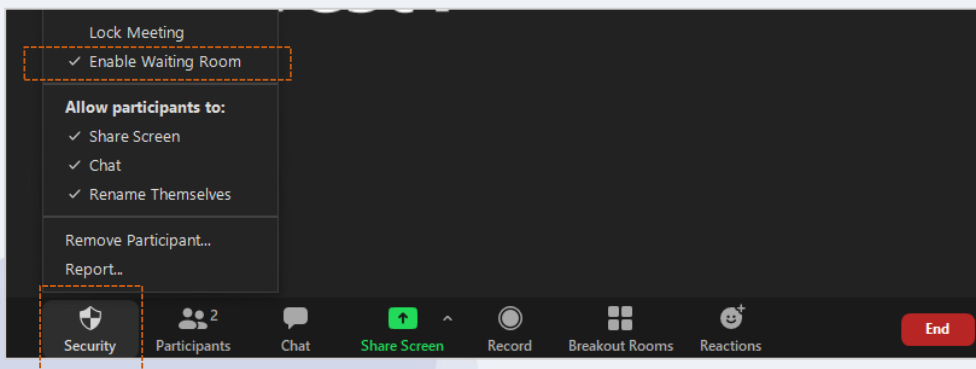 Lock Meeting
Enable Waiting Room
Allow participants to:
Share Screen
Chat
Rename Themselves
Remove Participant...
Report...
2
Security Participants Chat Share Screen Record Breakout Rooms Reactions End